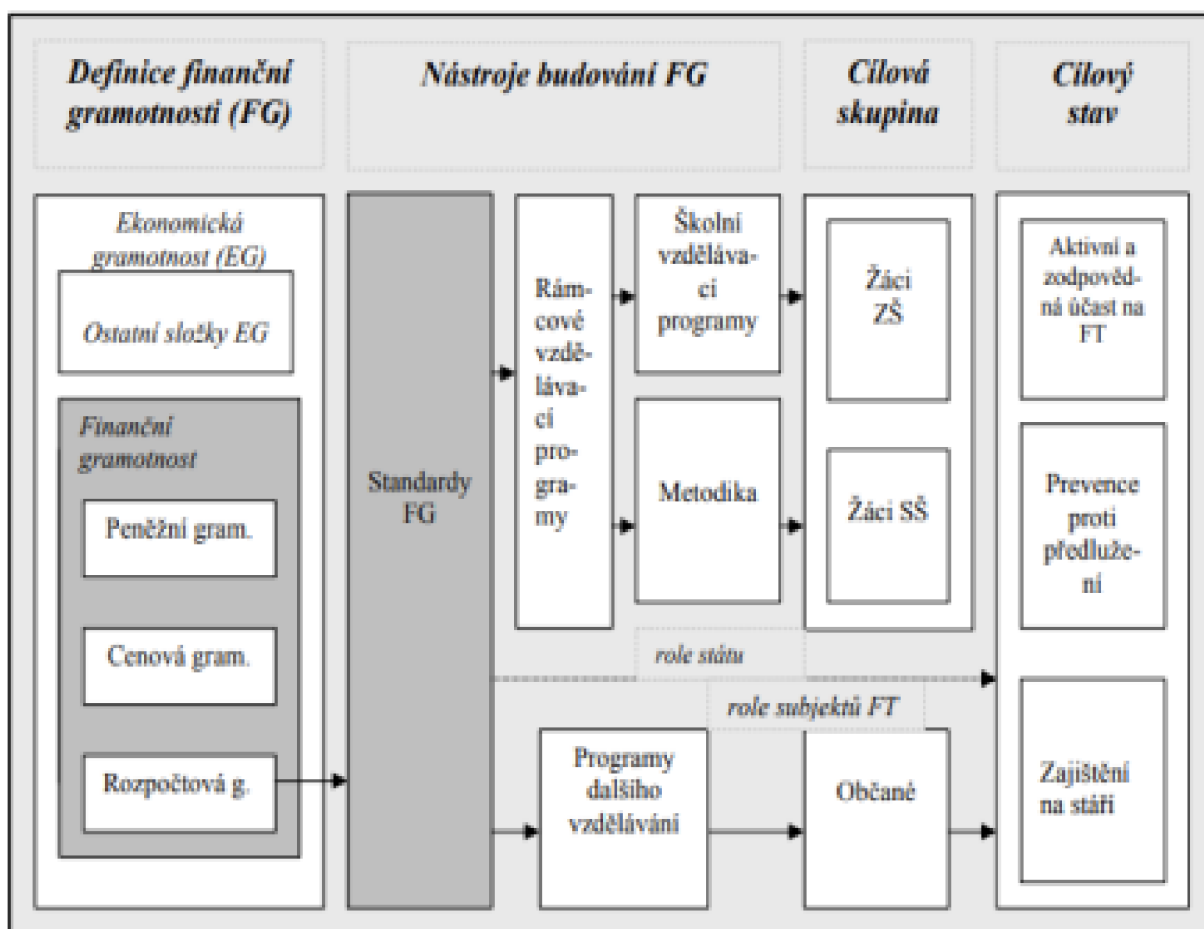 Definice finanční
gramotnosti (FG)
Nástroje budování FG
Cílová
skupina
Cílový
stav
Ekonomická
gramotnost (EG)
Ostatní složky EG
Finanční
gramotnost
Peněžní gram.
Cenová gram.
Rozpočtová g.
Standardy
FG
Rám-
cové
vzdě-
láva-
cí
pro-
gra-
my
Školní
vzděláva-
cí
programy
Metodika
Žáci
ZŠ
Žáci SŠ
Aktivní a
zodpověd-
ná účast na
FT
Prevence
proti
předluže-
ní
role státu
role subjektů FT
Programy
dalšího
vzdělávání
Občané
Zajištění
na stáří